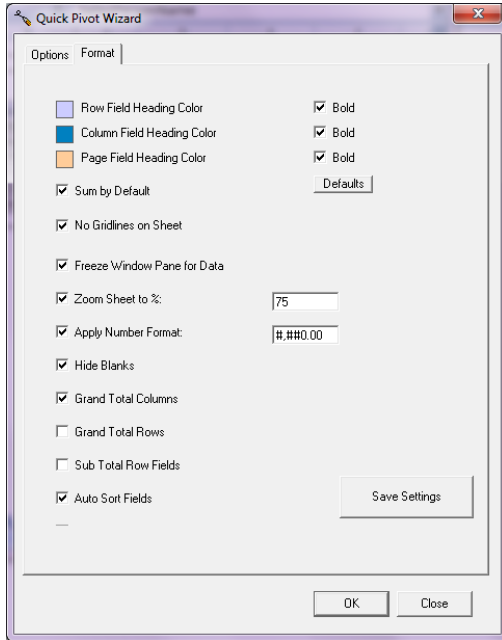 Quick Pivot Wizard
Options Format
Row Field Heading Color Bold
Column Field Heading Color Bold
Page Field Heading Color Bold
Sum by Default Defaults
No Gridlines on Sheet
Freeze Window Pane for Data
Zoom Sheet to %: 75
Apply Number Format: #,##0.00
Hide Blanks
Grand Total Columns
Grand Total Rows
Sub Total Row Fields
Auto Sort Fields Save Settings
OK Close